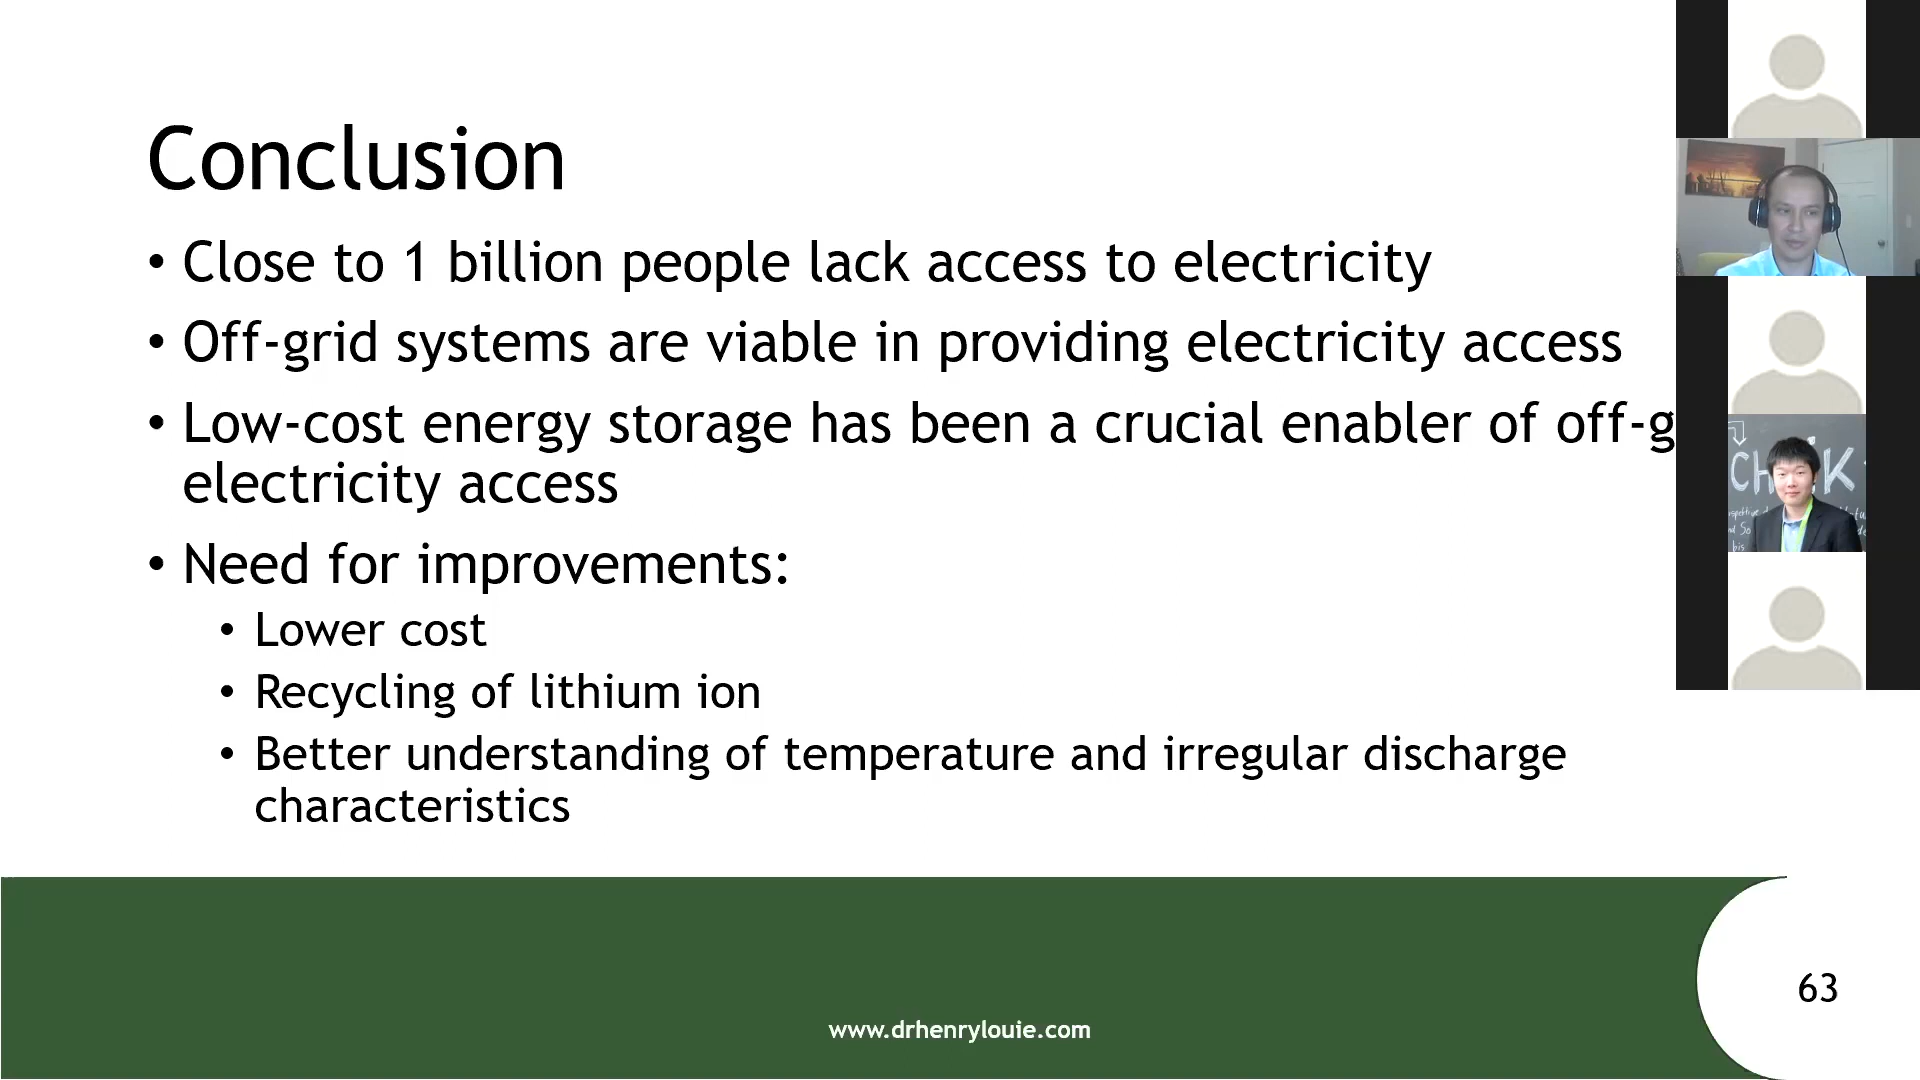 Conclusion
• Close to 1 billion people lack access to electricity
• Off-grid systems are viable in providing electricity access
• Low-cost energy storage has been a crucial enabler of off-g
electricity access
• Need for improvements:
• Lower cost
• Recycling of lithium ion
• Better understanding of temperature and irregular discharge
characteristics
63
www.drhenrylouie.com